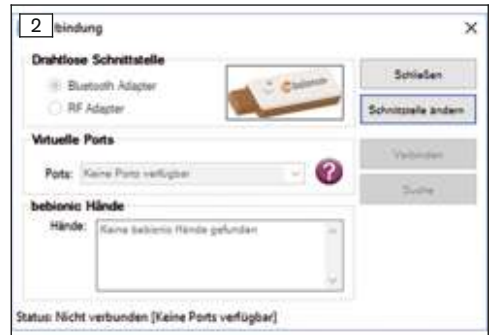 2 bindung
Drahtlose Schnittstelle
Bluetooth Adapter
RF Adapter
bebionic
Schließen
Schnittstelle ändern
Virtuelle Ports
Ports: Keine Ports verfügbar
?
Verbinden
Suche
bebionic Hände
Hände: Keine bebionic Hände gefunden
Status: Nicht verbunden [Keine Ports verfügbar]